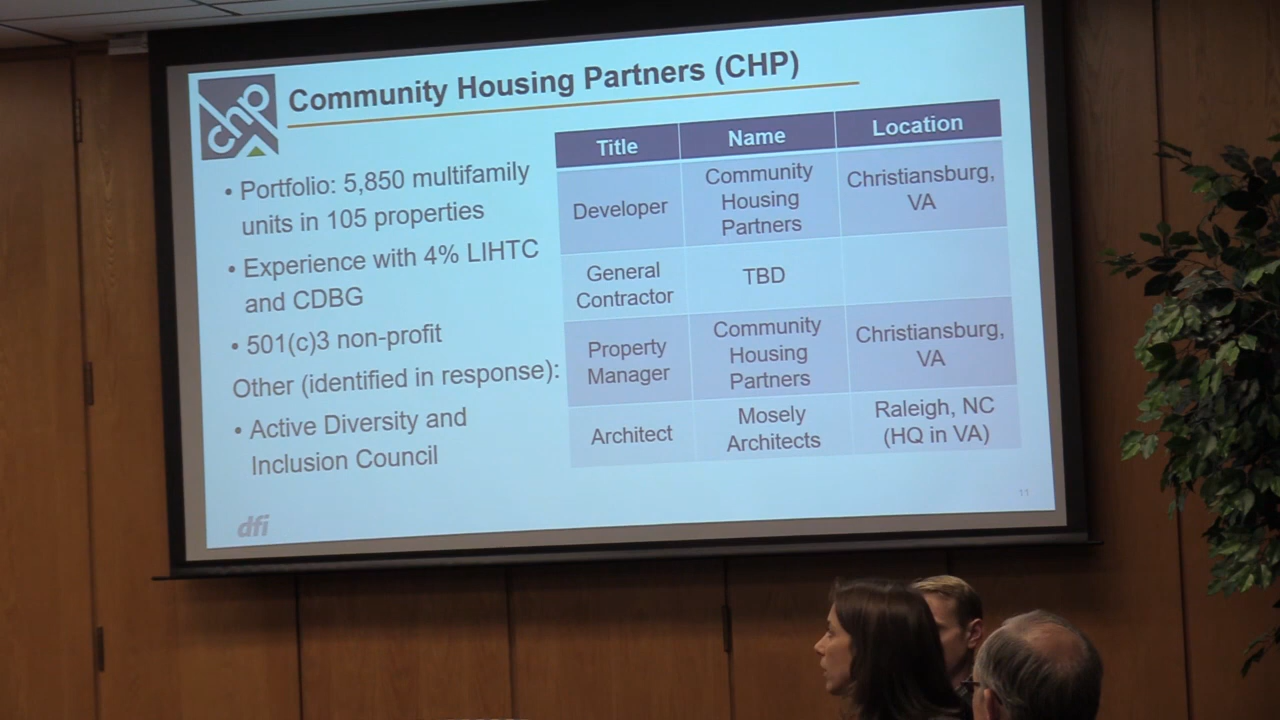 chp
Community Housing Partners (CHP)
• Portfolio: 5,850 multifamily
units in 105 properties
• Experience with 4% LIHTC
and CDBG
• 501(c)3 non-profit
Other (identified in response):
• Active Diversity and
Inclusion Council
Title Name Location
Developer
Community
Housing
Partners
Christiansburg,
VA
General
Contractor
TBD
Property
Manager
Community
Housing
Partners
Christiansburg,
VA
Architect
Mosely
Architects
Raleigh, NC
(HQ in VA)
dfi
11